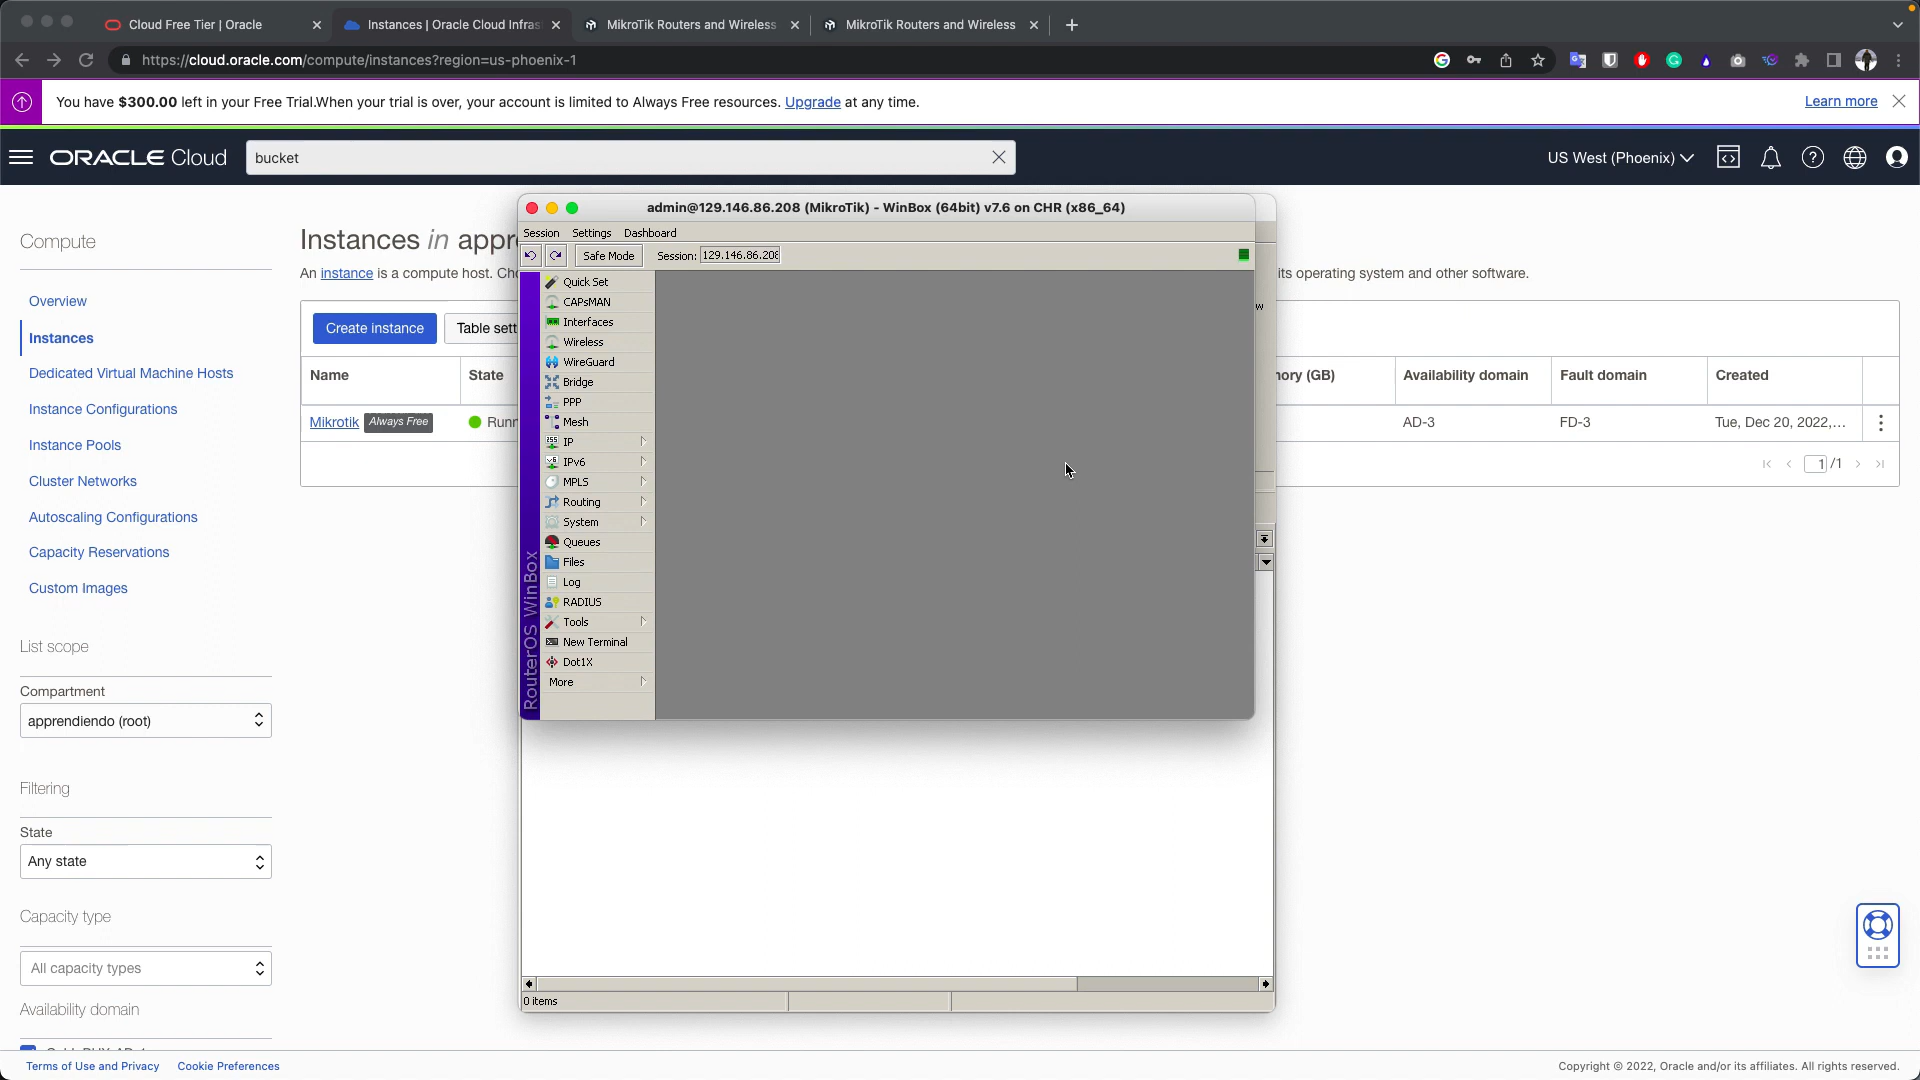 Cloud Free Tier | Oracle
Instances | Oracle Cloud Infras
MikroTik Routers and Wireless
MikroTik Routers and Wireless
https://cloud.oracle.com/compute/instances?region=us-phoenix-1
You have $300.00 left in your Free Trial.When your trial is over, your account is limited to Always Free resources. Upgrade at any time.
Learn more
ORACLE Cloud
bucket
US West (Phoenix)
admin@129.146.86.208 (MikroTik) - WinBox (64bit) v7.6 on CHR (x86_64)
Session Settings Dashboard
Safe Mode Session: 129.146.86.208
RouterOS WinBox
Quick Set
CAPsMAN
Interfaces
Wireless
WireGuard
Bridge
PPP
Mesh
IP
IPv6
MPLS
Routing
System
Queues
Files
Log
RADIUS
Tools
New Terminal
Dot1X
More
0 items
Compute
Overview
Instances
Dedicated Virtual Machine Hosts
Instance Configurations
Instance Pools
Cluster Networks
Autoscaling Configurations
Capacity Reservations
Custom Images
List scope
Compartment
apprendiendo (root)
Filtering
State
Any state
Capacity type
All capacity types
Availability domain
Instances in appr
An instance is a compute host. Ch
its operating system and other software.
Create instance
Table sett
Name State
ory (GB) Availability domain Fault domain Created
Mikrotik Always Free Runn
AD-3 FD-3 Tue, Dec 20, 2022,...
1 /1
Terms of Use and Privacy Cookie Preferences
Copyright © 2022, Oracle and/or its affiliates. All rights reserved.